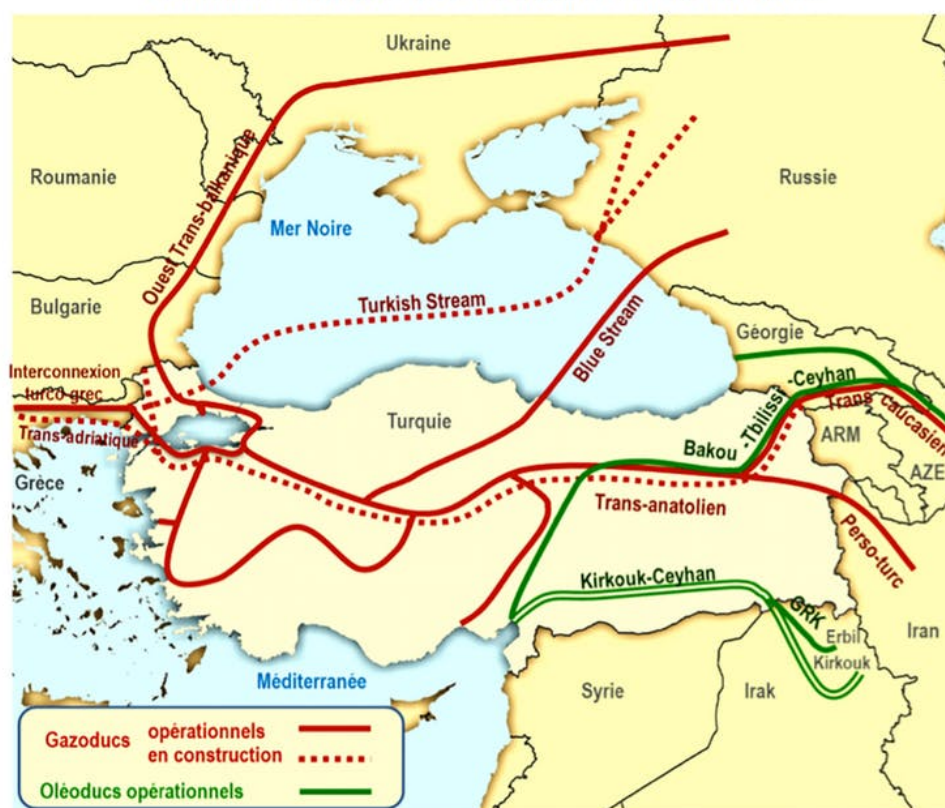 Ukraine
Roumanie
Russie
Ouest Trans-balkanique
Mer Noire
Bulgarie
Turkish Stream
Blue Stream
Géorgie
Interconnexion
turco grec
Trans-adriatique
Turquie
Bakou
-Tbilissi
-Ceyhan
Trans caucasien
ARM
AZE
Grèce
Trans-anatolien
Perso-turc
Kirkouk-Ceyhan
GRK
Erbil
Kirkouk
Iran
Méditerranée
Syrie
Irak
Gazoducs opérationnels
en construction
Oléoducs opérationnels